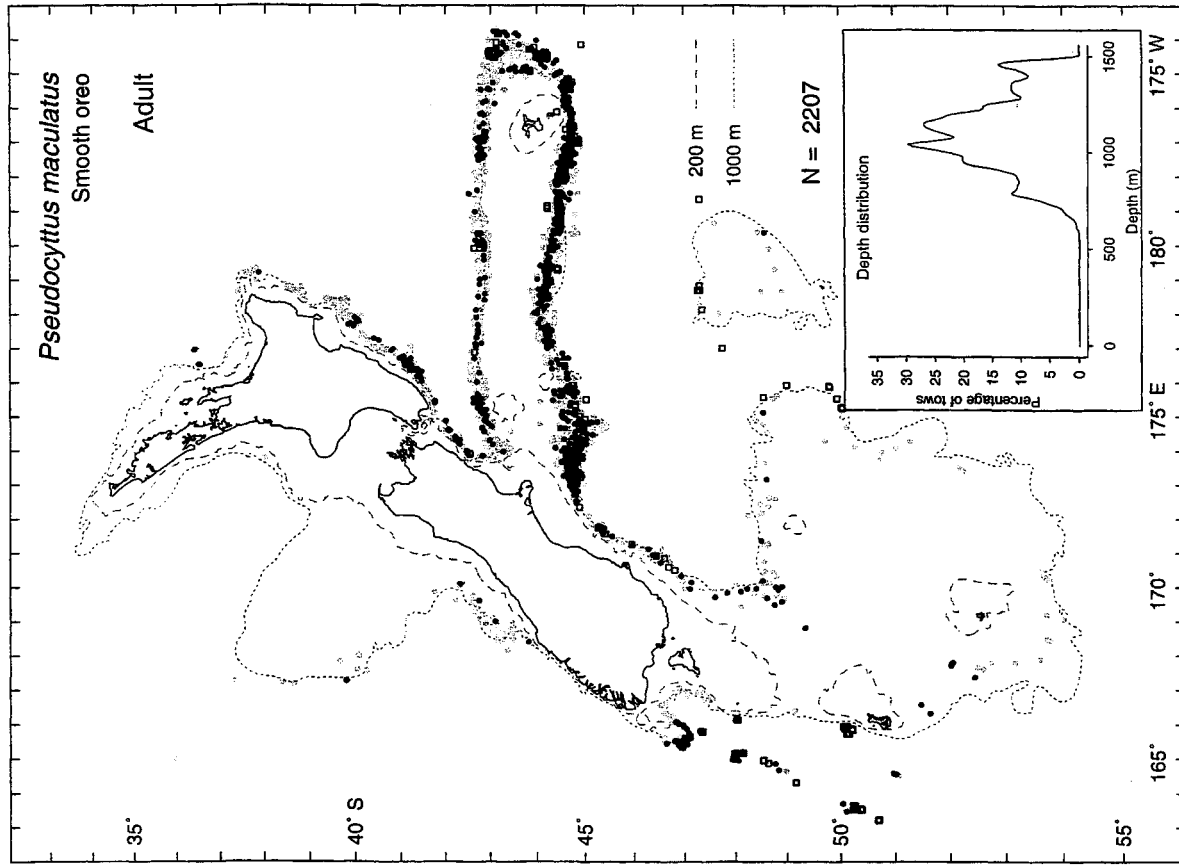 Pseudocyttus maculatus
Smooth oreo
Adult
35°
40° S
45°
50°
55°
165°
170°
175° E
180°
175° W
200 m
1000 m
N = 2207
Depth distribution
Percentage of tows
35
30
25
20
15
10
5
0
0
500
1000
1500
Depth (m)